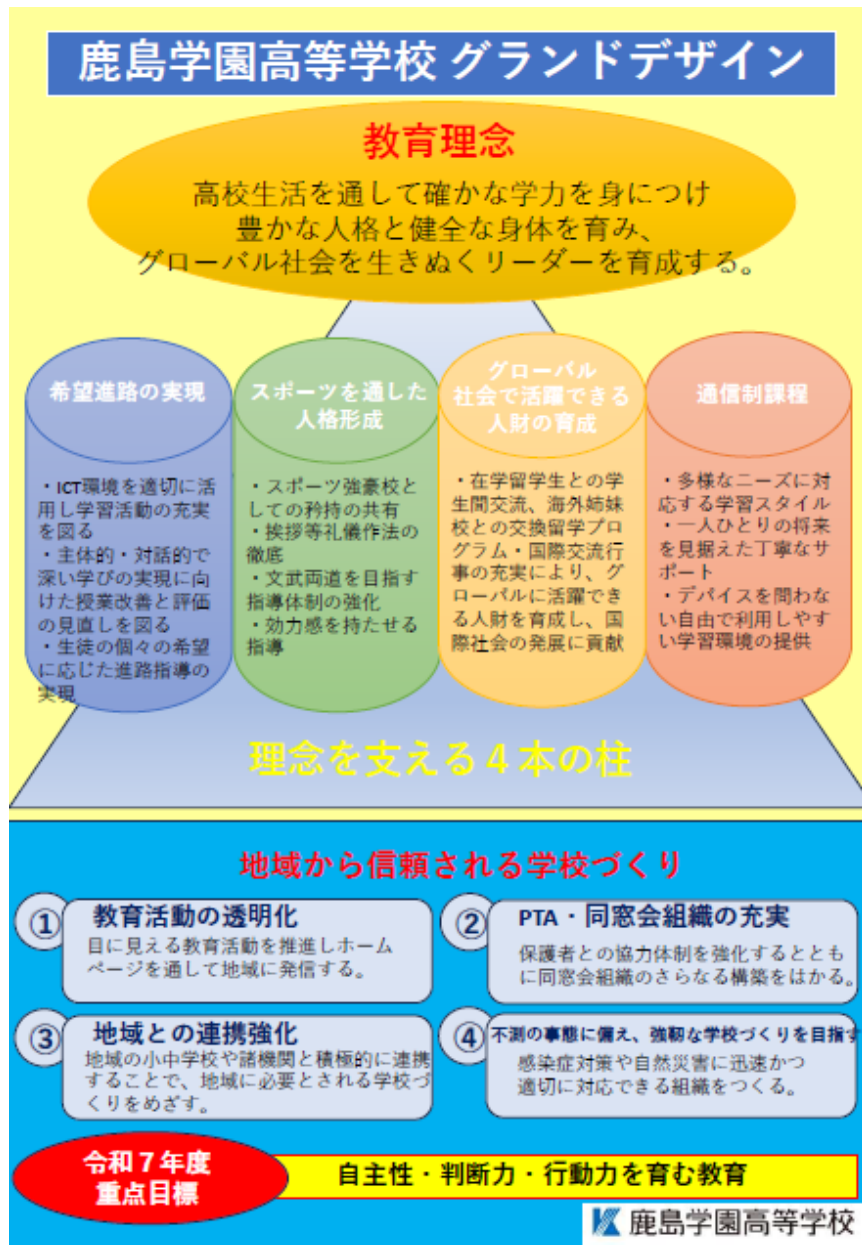 鹿島学園高等学校 グランドデザイン
教育理念
高校生活を通して確かな学力を身につけ
豊かな人格と健全な身体を育み、
グローバル社会を生きぬくリーダーを育成する。
希望進路の実現
・ICT環境を適切に活
用し学習活動の充実
を図る
・主体的・対話的で
深い学びの実現に向
けた授業改善と評価
の見直しを図る
・生徒の個々の希望
に応じた進路指導の
実現
スポーツを通した
人格形成
・スポーツ強豪校と
しての矜持の共有
・挨拶等礼儀作法の
徹底
・文武両道を目指す
指導体制の強化
・効力感を持たせる
指導
グローバル
社会で活躍できる
人財の育成
・在学留学生との学
生間交流、海外姉妹
校との交換留学プロ
グラム・国際交流行
事の充実により、グ
ローバルに活躍でき
る人財を育成し、国
際社会の発展に貢献
通信制課程
・多様なニーズに対
応する学習スタイル
・一人ひとりの将来
を見据えた丁寧なサ
ポート
・デバイスを問わな
い自由で利用しやす
い学習環境の提供
理念を支える４本の柱
地域から信頼される学校づくり
①
教育活動の透明化
目に見える教育活動を推進しホーム
ページを通して地域に発信する。
②
PTA・同窓会組織の充実
保護者との協力体制を強化するととも
に同窓会組織のさらなる構築をはかる。
③
地域との連携強化
地域の小中学校や諸機関と積極的に連携
することで、地域に必要とされる学校づ
くりをめざす。
④
不測の事態に備え、強靭な学校づくりを目指す
感染症対策や自然災害に迅速かつ
適切に対応できる組織をつくる。
令和７年度
重点目標
自主性・判断力・行動力を育む教育
鹿島学園高等学校